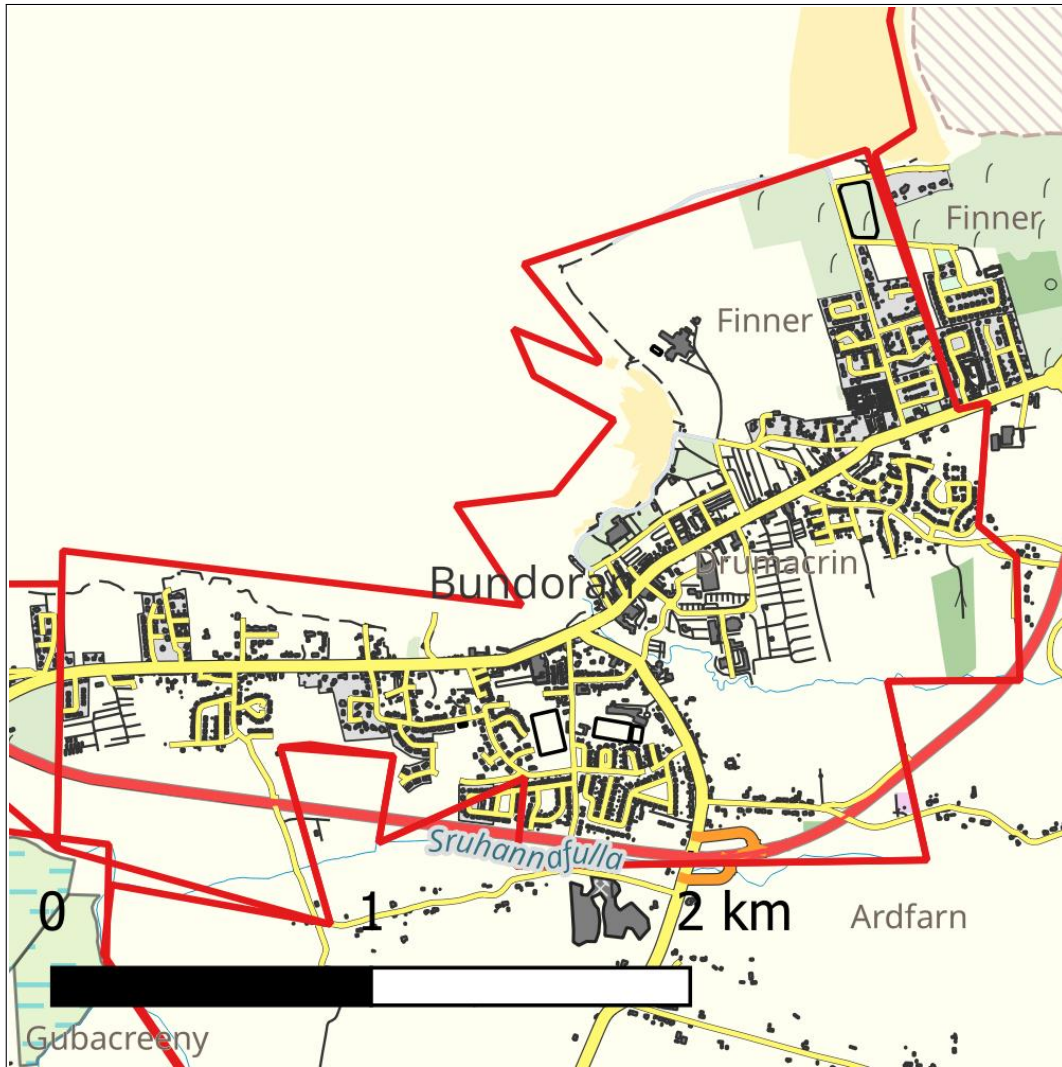 Finner
Finner
Drumacrin
Bundoran
Sruhannafulla
0 1 2 km
Ardfarn
Gubacreeny